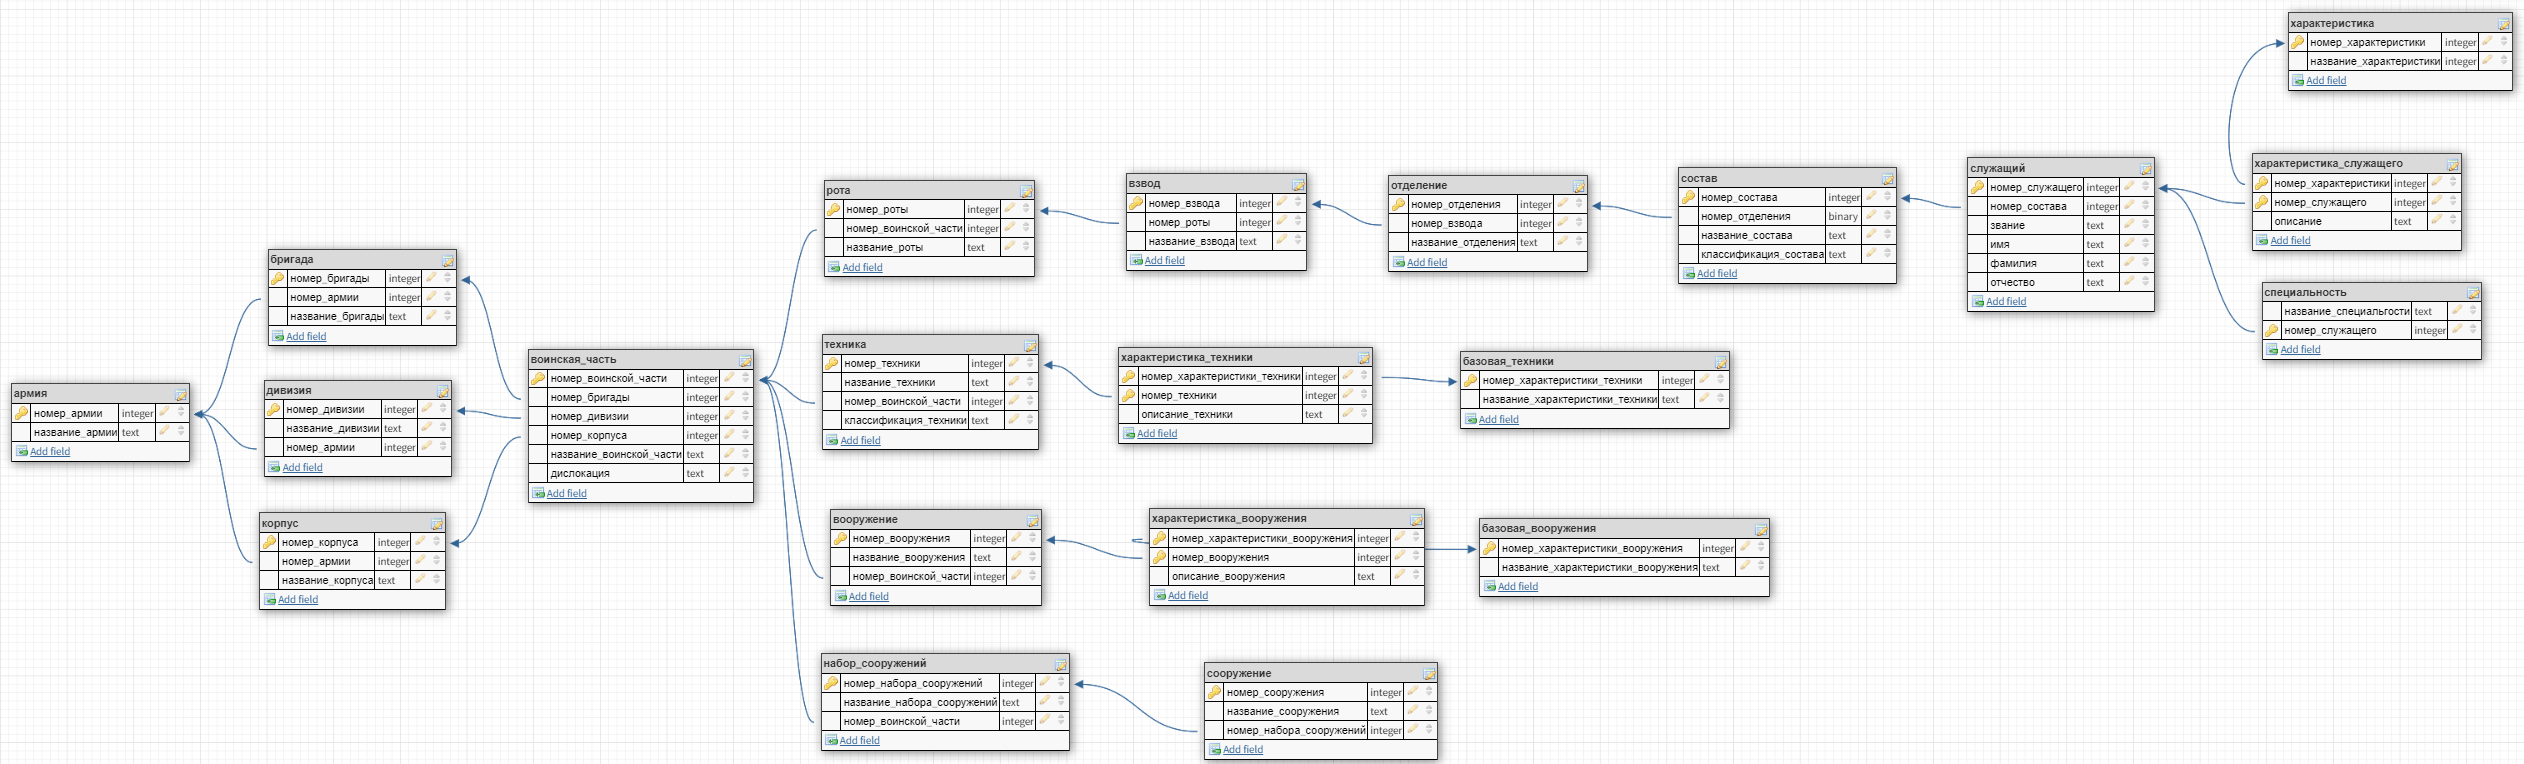 армия
номер_армии integer
название_армии text
Add field
бригада
номер_бригады integer
номер_армии integer
название_бригады text
Add field
дивизия
номер_дивизии integer
название_дивизии text
номер_армии integer
Add field
корпус
номер_корпуса integer
номер_армии integer
название_корпуса text
Add field
воинская_часть
номер_воинской_части integer
номер_бригады integer
номер_дивизии integer
номер_корпуса integer
название_воинской_части text
дислокация text
Add field
рота
номер_роты integer
номер_воинской_части integer
название_роты text
Add field
взвод
номер_взвода integer
номер_роты integer
название_взвода text
Add field
отделение
номер_отделения integer
номер_взвода integer
название_отделения text
Add field
состав
номер_состава integer
номер_отделения binary
название_состава text
классификация_состава text
Add field
служащий
номер_служащего integer
номер_состава integer
звание text
имя text
фамилия text
отчество text
Add field
характеристика
номер_характеристики integer
название_характеристики integer
Add field
характеристика_служащего
номер_характеристики integer
номер_служащего integer
описание text
Add field
специальность
название_специальгости text
номер_служащего integer
Add field
техника
номер_техники integer
название_техники text
номер_воинской_части integer
классификация_техники text
Add field
характеристика_техники
номер_характеристики_техники integer
номер_техники integer
описание_техники text
Add field
базовая_техники
номер_характеристики_техники integer
название_характеристики_техники text
Add field
вооружение
номер_вооружения integer
название_вооружения text
номер_воинской_части integer
Add field
характеристика_вооружения
номер_характеристики_вооружения integer
номер_вооружения integer
описание_вооружения text
Add field
базовая_вооружения
номер_характеристики_вооружения integer
название_характеристики_вооружения text
Add field
набор_сооружений
номер_набора_сооружений integer
название_набора_сооружений text
номер_воинской_части integer
Add field
сооружение
номер_сооружения integer
название_сооружения text
номер_набора_сооружений integer
Add field